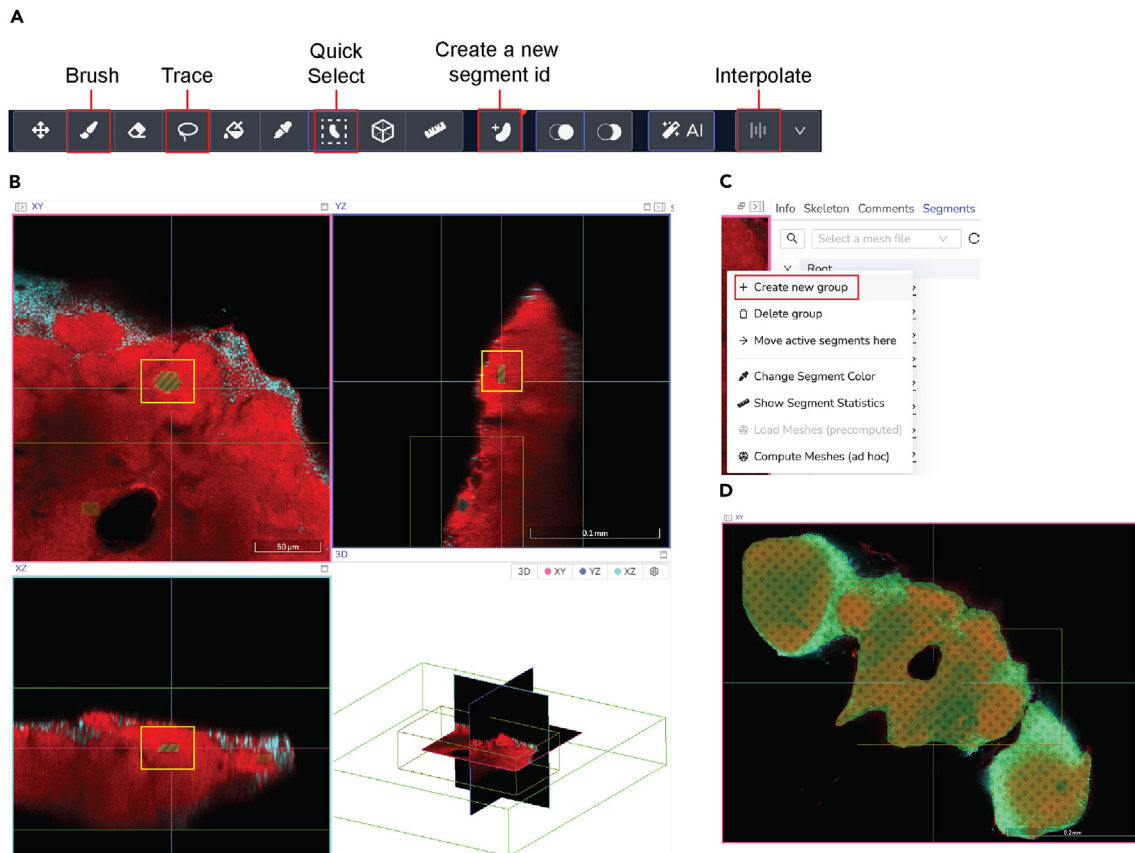 A
Brush
Trace
Quick
Select
Create a new
segment id
Interpolate
AI
B
XY
YZ
50 µm
0.1 mm
XZ
3D
3D XY YZ XZ
C
Info Skeleton Comments Segments
Select a mesh file
Root
+ Create new group
Delete group
→ Move active segments here
Change Segment Color
Show Segment Statistics
Load Meshes (precomputed)
Compute Meshes (ad hoc)
D
XY
0.2 mm